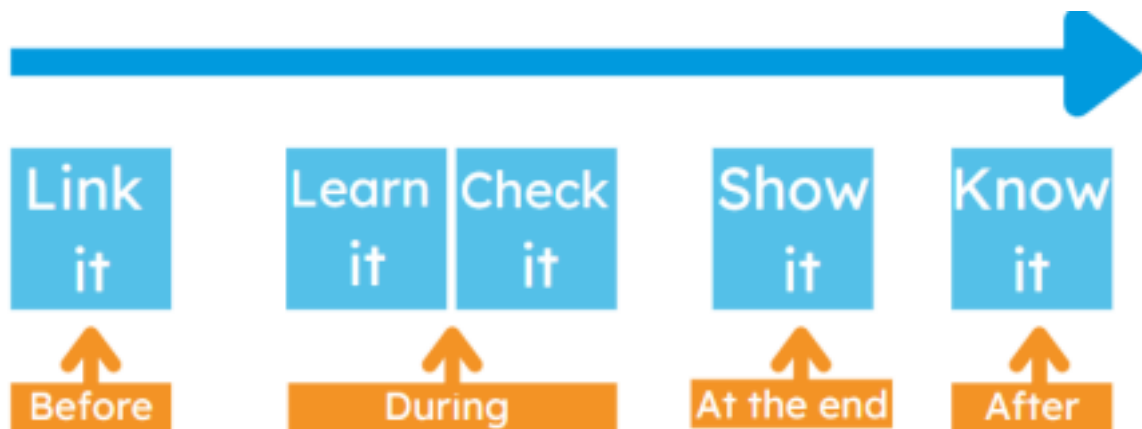 Link
it
Learn
it
Check
it
Show
it
Know
it
Before
During
At the end
After